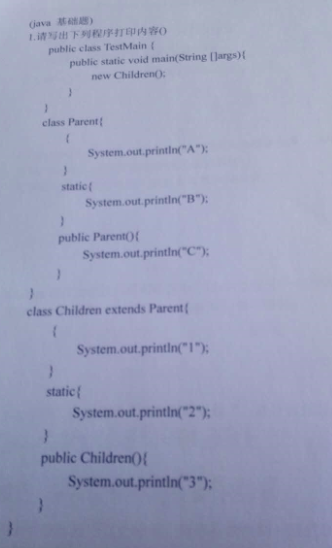 (java 基础题)
1.请写出下列程序打印内容()
public class TestMain {
public static void main(String []args){
new Children();
}
}
class Parent{
{
System.out.println("A");
}
static{
System.out.println("B");
}
public Parent(){
System.out.println("C");
}
}
class Children extends Parent{
{
System.out.println("1");
}
static{
System.out.println("2");
}
public Children(){
System.out.println("3");
}
}